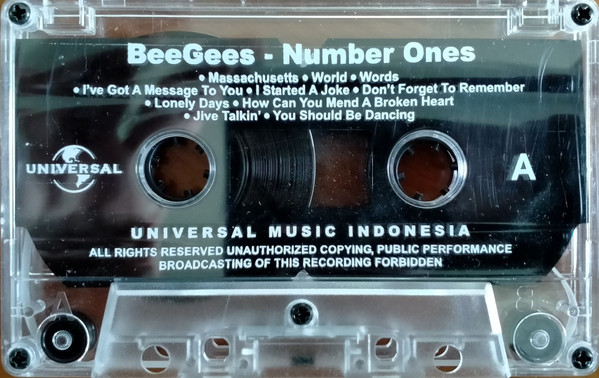 BeeGees - Number Ones
• Massachusetts • World • Words
• I've Got A Message To You • I Started A Joke • Don't Forget To Remember
• Lonely Days • How Can You Mend A Broken Heart
• Jive Talkin' • You Should Be Dancing
UNIVERSAL
A
UNIVERSAL MUSIC INDONESIA
ALL RIGHTS RESERVED UNAUTHORIZED COPYING, PUBLIC PERFORMANCE
BROADCASTING OF THIS RECORDING FORBIDDEN